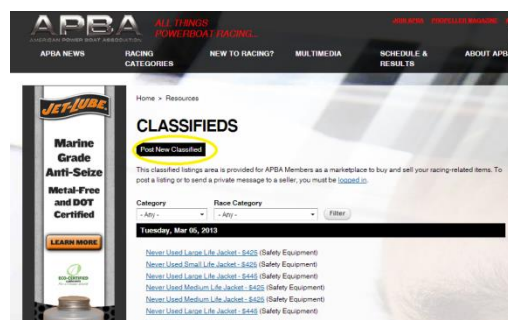 APBA
AMERICAN POWER BOAT ASSOCIATION
ALL THINGS
POWERBOAT RACING...
JOIN APBA PROPELLER MAGAZINE
APBA NEWS
RACING
CATEGORIES
NEW TO RACING?
MULTIMEDIA
SCHEDULE &
RESULTS
ABOUT APB
JET-LUBE
Marine
Grade
Anti-Seize
Metal-Free
and DOT
Certified
LEARN MORE
ECO-CERTIFIED
Home > Resources
CLASSIFIEDS
Post New Classified
This classified listings area is provided for APBA Members as a marketplace to buy and sell your racing-related items. To
post a listing or to send a private message to a seller, you must be logged in.
Category Race Category
- Any - - Any - Filter
Tuesday, Mar 05, 2013
Never Used Large Life Jacket - $425 (Safety Equipment)
Never Used Small Life Jacket - $425 (Safety Equipment)
Never Used Large Life Jacket - $445 (Safety Equipment)
Never Used Medium Life Jacket - $425 (Safety Equipment)
Never Used Medium Life Jacket - $425 (Safety Equipment)
Never Used Large Life Jacket - $445 (Safety Equipment)